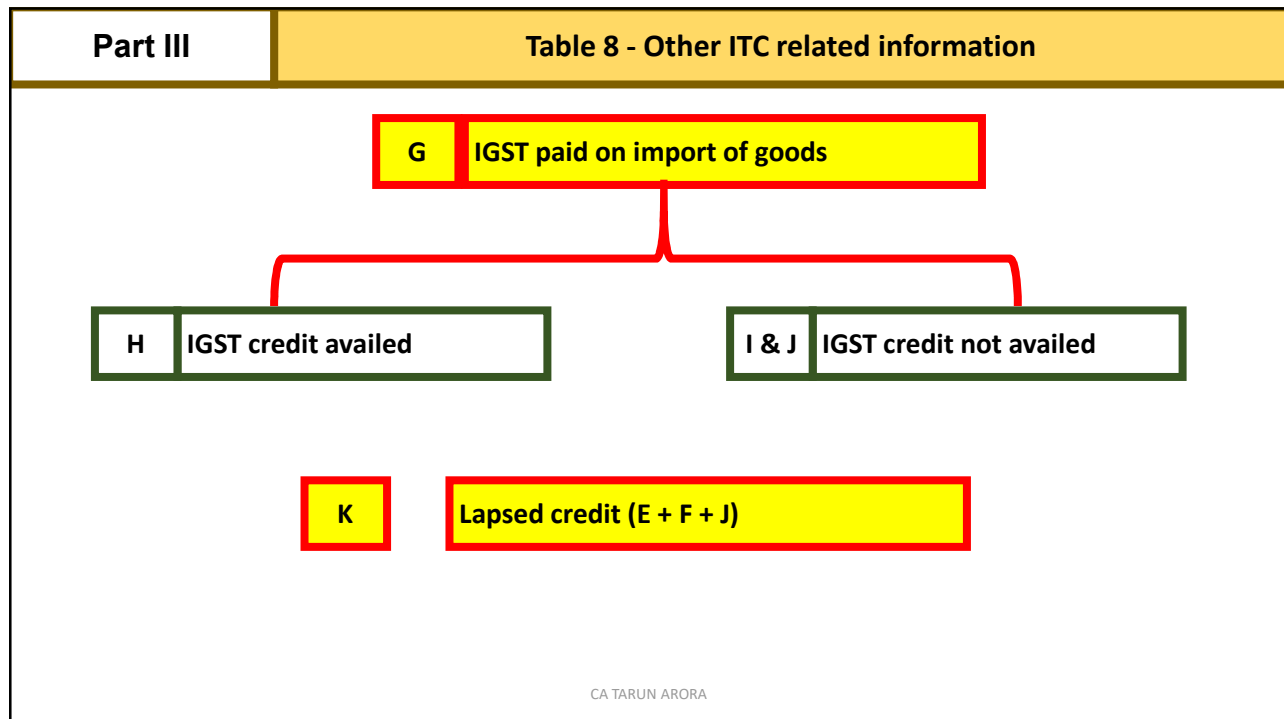 Part III
Table 8 - Other ITC related information
G IGST paid on import of goods
H IGST credit availed
I & J IGST credit not availed
K Lapsed credit (E + F + J)
CA TARUN ARORA